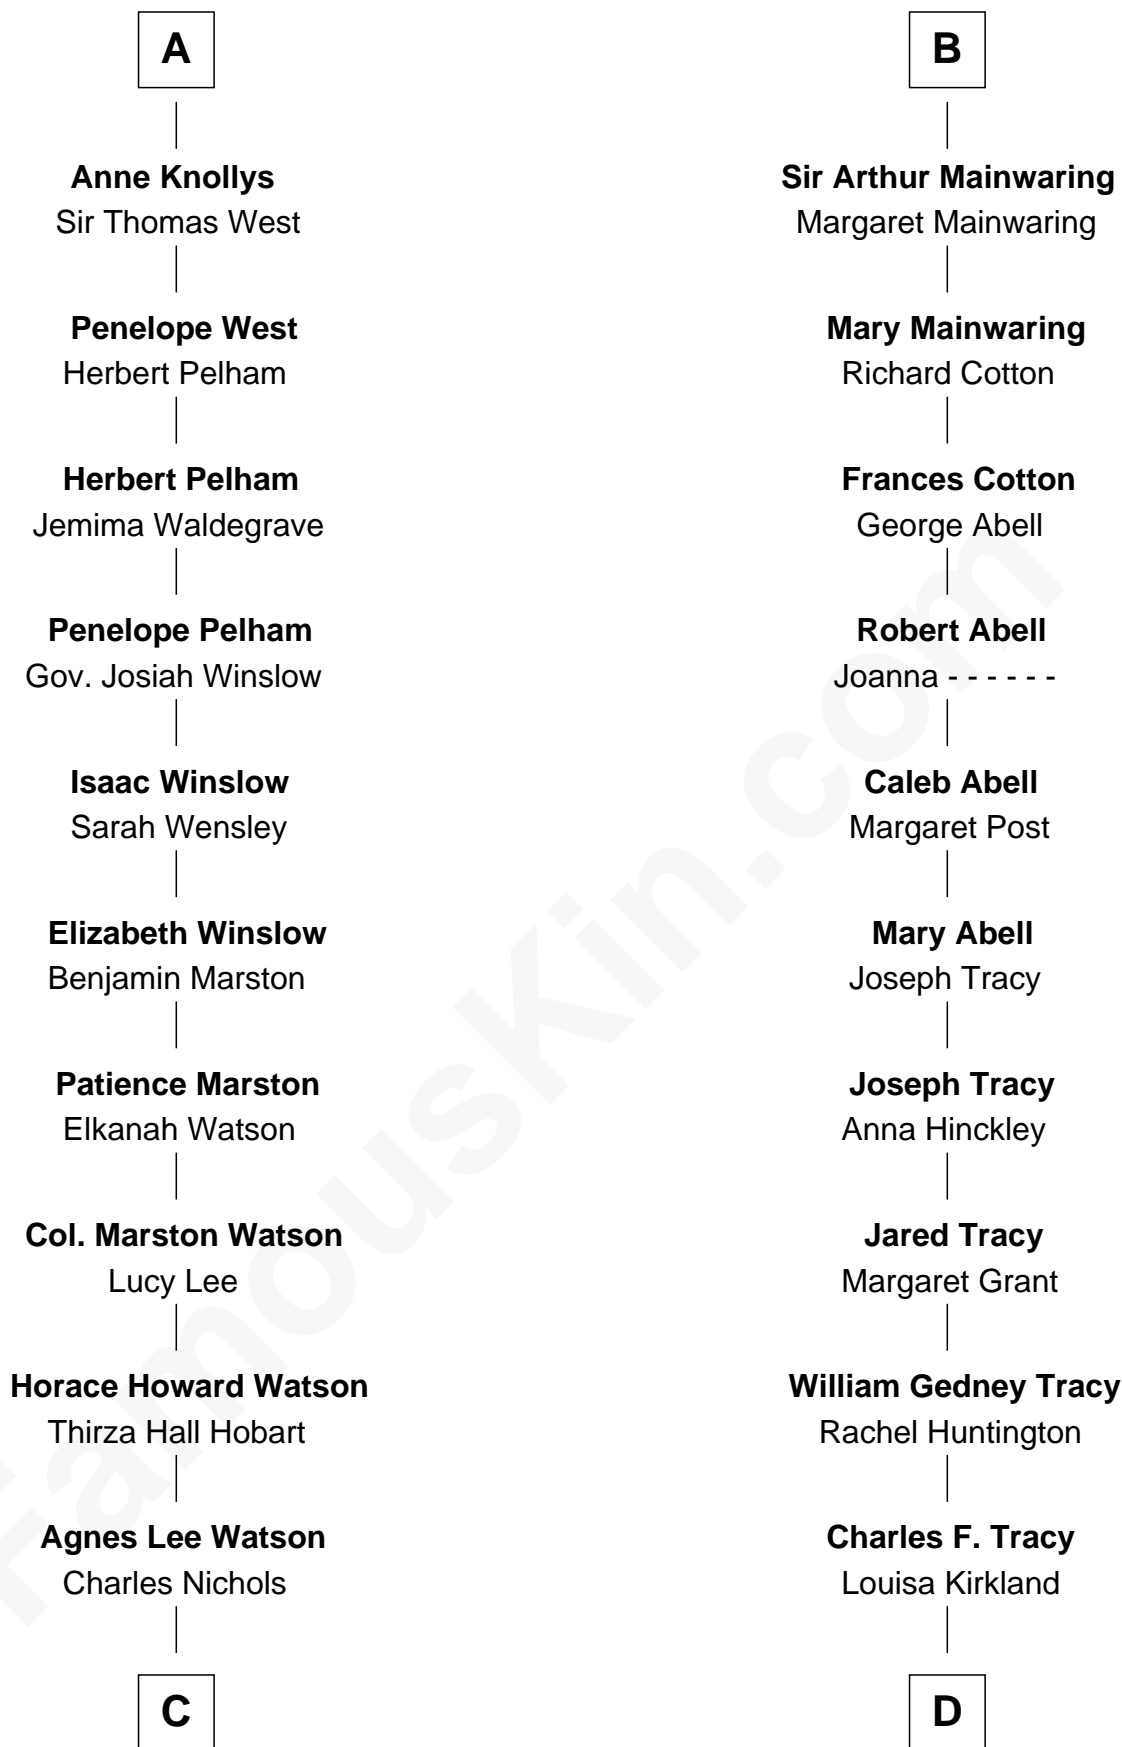 A
Anne Knollys
Sir Thomas West
Penelope West
Herbert Pelham
Herbert Pelham
Jemima Waldegrave
Penelope Pelham
Gov. Josiah Winslow
Isaac Winslow
Sarah Wensley
Elizabeth Winslow
Benjamin Marston
Patience Marston
Elkanah Watson
Col. Marston Watson
Lucy Lee
Horace Howard Watson
Thirza Hall Hobart
Agnes Lee Watson
Charles Nichols
C
B
Sir Arthur Mainwaring
Margaret Mainwaring
Mary Mainwaring
Richard Cotton
Frances Cotton
George Abell
Robert Abell
Joanna - - - - - -
Caleb Abell
Margaret Post
Mary Abell
Joseph Tracy
Joseph Tracy
Anna Hinckley
Jared Tracy
Margaret Grant
William Gedney Tracy
Rachel Huntington
Charles F. Tracy
Louisa Kirkland
D
FamousKin.com